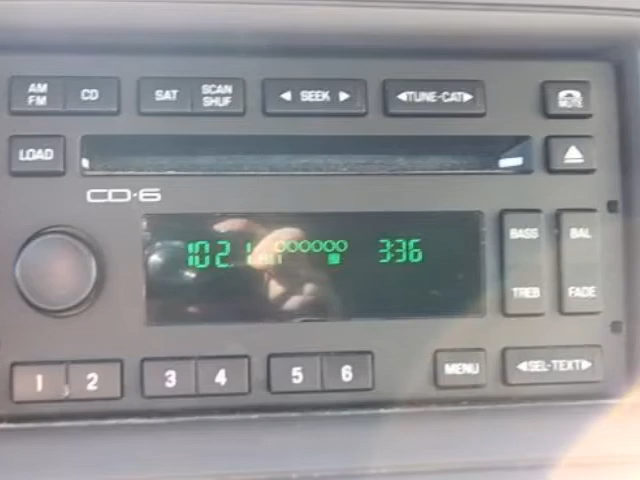 AM FM CD SAT SCAN SHUF ◀ SEEK ▶ ◀TUNE-CAT▶ MUTE
LOAD
CD·6
102.1 3:36
BASS BAL
TREB FADE
1 2 3 4 5 6 MENU ◀SEL-TEXT▶